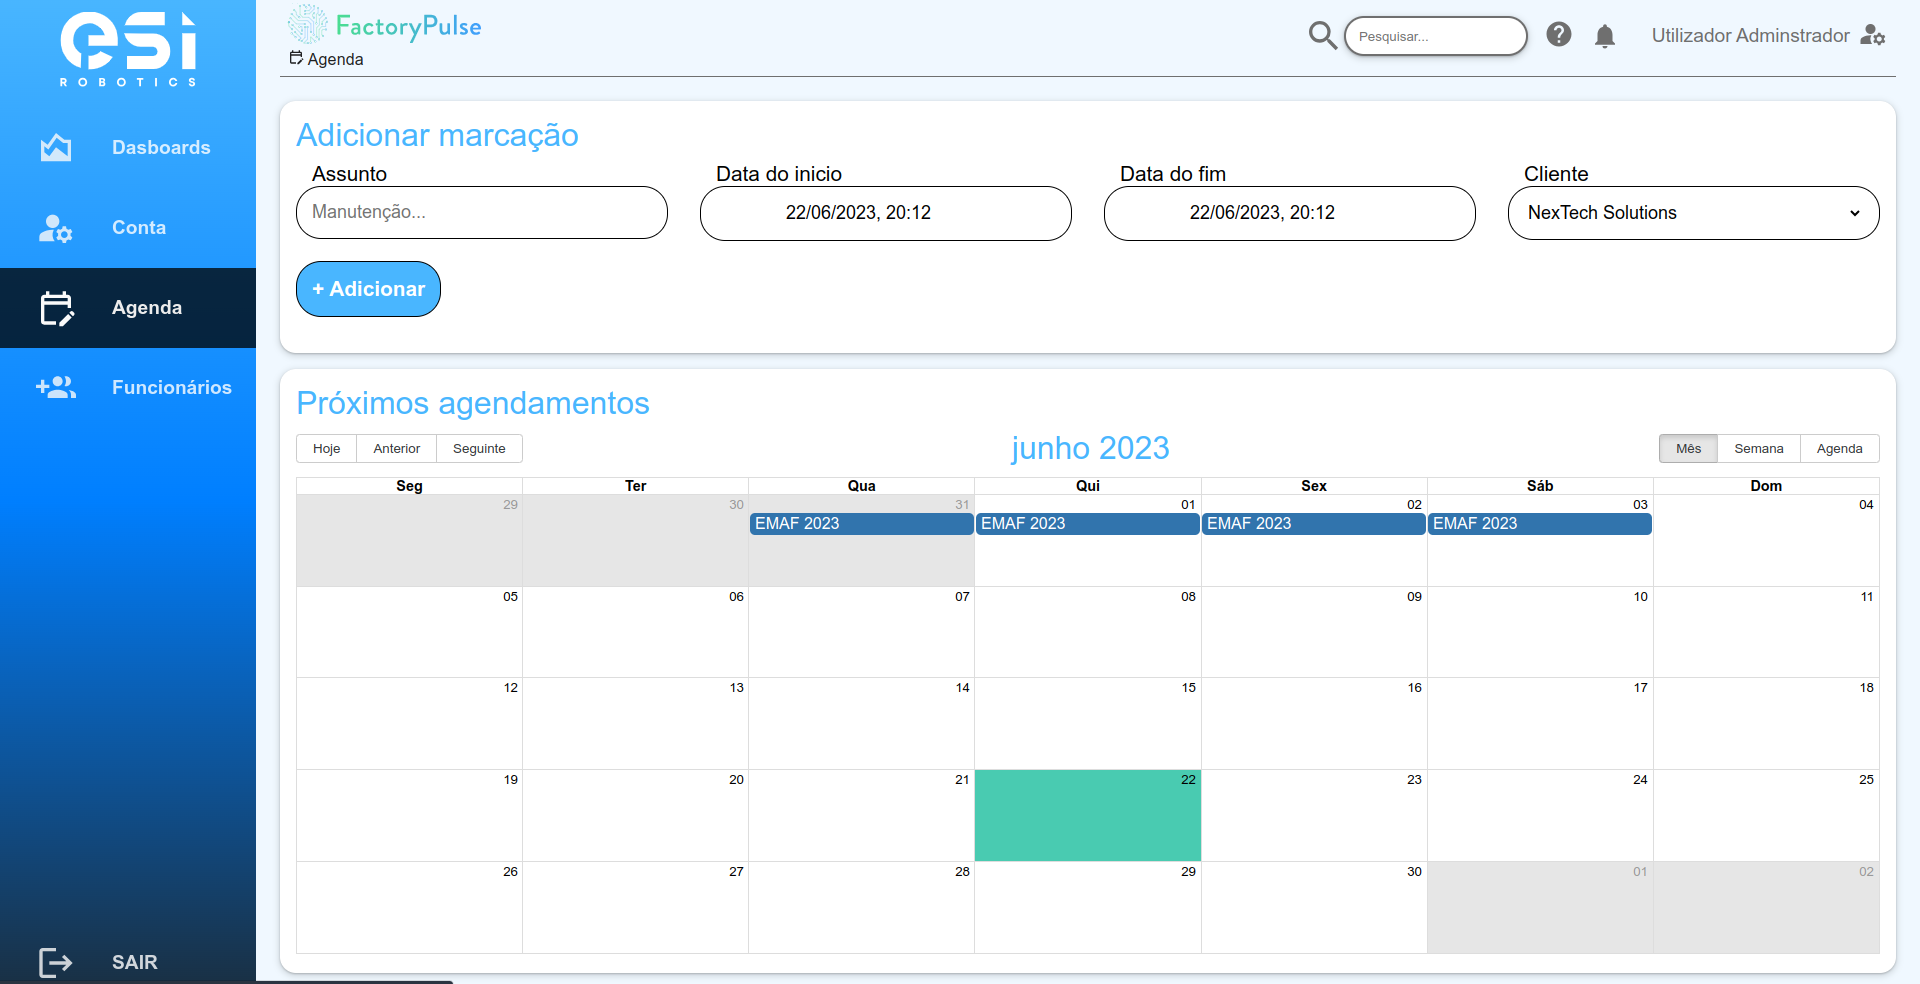 esi
ROBOTICS
Dasboards
Conta
Agenda
Funcionários
SAIR
FactoryPulse
Agenda
Pesquisar...
Utilizador Adminstrador
Adicionar marcação
Assunto
Manutenção...
Data do inicio
22/06/2023, 20:12
Data do fim
22/06/2023, 20:12
Cliente
NexTech Solutions
+ Adicionar
Próximos agendamentos
Hoje Anterior Seguinte
junho 2023
Mês Semana Agenda
Seg Ter Qua Qui Sex Sáb Dom
29 30 31 01 02 03 04
EMAF 2023 EMAF 2023 EMAF 2023 EMAF 2023
05 06 07 08 09 10 11
12 13 14 15 16 17 18
19 20 21 22 23 24 25
26 27 28 29 30 01 02